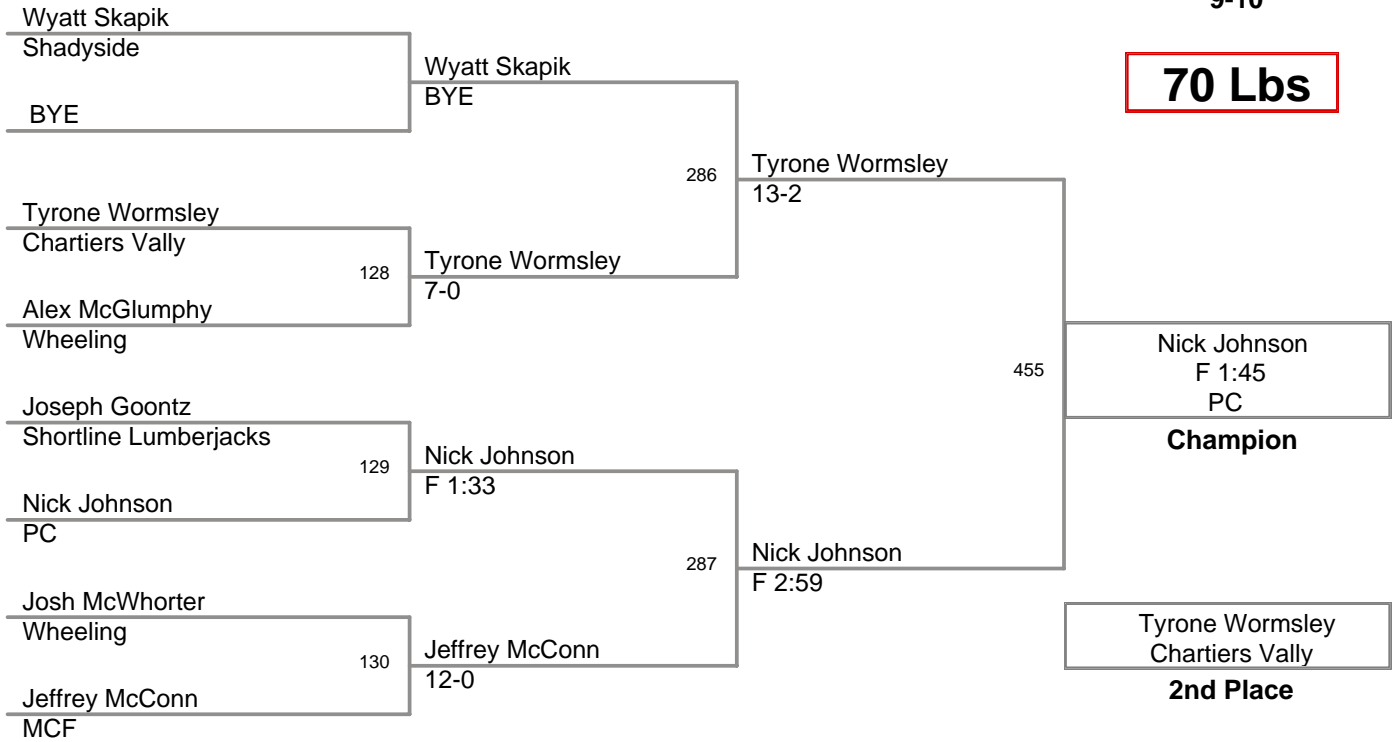 9-10
70 Lbs
Wyatt Skapik
Shadyside
BYE
Tyrone Wormsley
Chartiers Vally
128
Alex McGlumphy
Wheeling
Joseph Goontz
Shortline Lumberjacks
129
Nick Johnson
PC
Josh McWhorter
Wheeling
130
Jeffrey McConn
MCF
Wyatt Skapik
BYE
286
Tyrone Wormsley
7-0
Nick Johnson
F 1:33
287
Jeffrey McConn
12-0
Tyrone Wormsley
13-2
455
Nick Johnson
F 2:59
Nick Johnson
F 1:45
PC
Champion
Tyrone Wormsley
Chartiers Vally
2nd Place